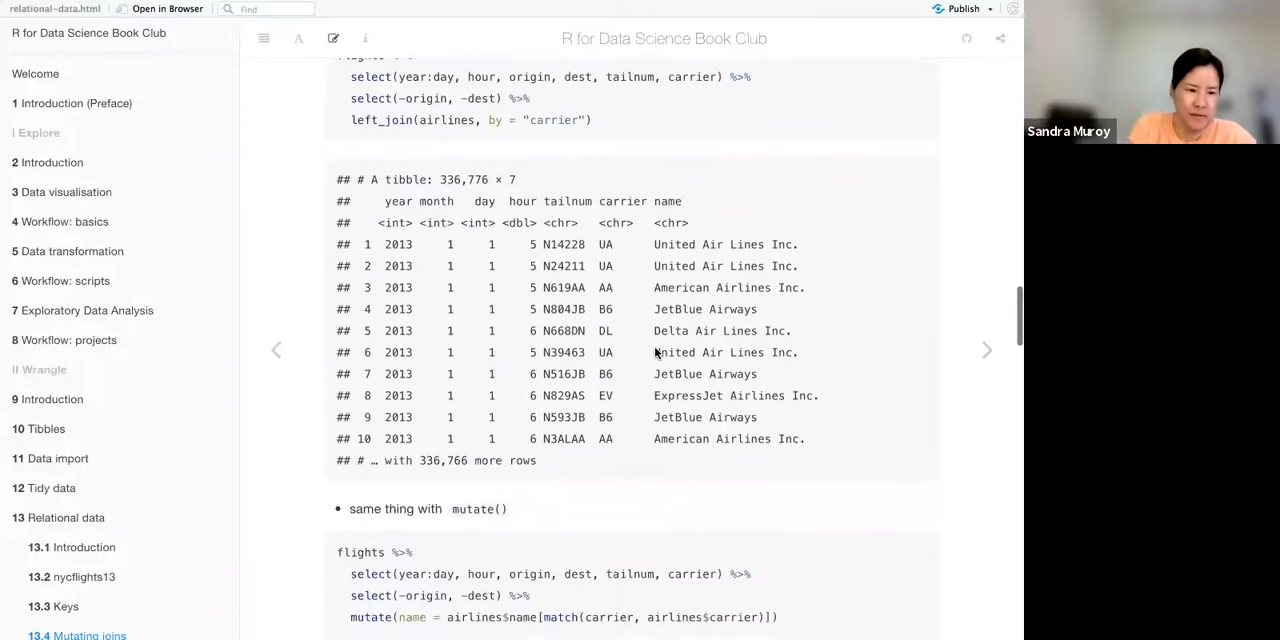 relational-data.html
Open in Browser
Find
Publish
R for Data Science Book Club
Welcome
1 Introduction (Preface)
I Explore
2 Introduction
3 Data visualisation
4 Workflow: basics
5 Data transformation
6 Workflow: scripts
7 Exploratory Data Analysis
8 Workflow: projects
II Wrangle
9 Introduction
10 Tibbles
11 Data import
12 Tidy data
13 Relational data
13.1 Introduction
13.2 nycflights13
13.3 Keys
13.4 Mutating joins
R for Data Science Book Club
select(year:day, hour, origin, dest, tailnum, carrier) %>%
select(-origin, -dest) %>%
left_join(airlines, by = "carrier")
## # A tibble: 336,776 × 7
## year month day hour tailnum carrier name
## <int> <int> <int> <dbl> <chr> <chr> <chr>
## 1 2013 1 1 5 N14228 UA United Air Lines Inc.
## 2 2013 1 1 5 N24211 UA United Air Lines Inc.
## 3 2013 1 1 5 N619AA AA American Airlines Inc.
## 4 2013 1 1 5 N804JB B6 JetBlue Airways
## 5 2013 1 1 6 N668DN DL Delta Air Lines Inc.
## 6 2013 1 1 5 N39463 UA United Air Lines Inc.
## 7 2013 1 1 6 N516JB B6 JetBlue Airways
## 8 2013 1 1 6 N829AS EV ExpressJet Airlines Inc.
## 9 2013 1 1 6 N593JB B6 JetBlue Airways
## 10 2013 1 1 6 N3ALAA AA American Airlines Inc.
## # … with 336,766 more rows
• same thing with mutate()
flights %>%
select(year:day, hour, origin, dest, tailnum, carrier) %>%
select(-origin, -dest) %>%
mutate(name = airlines$name[match(carrier, airlines$carrier)])
Sandra Muroy